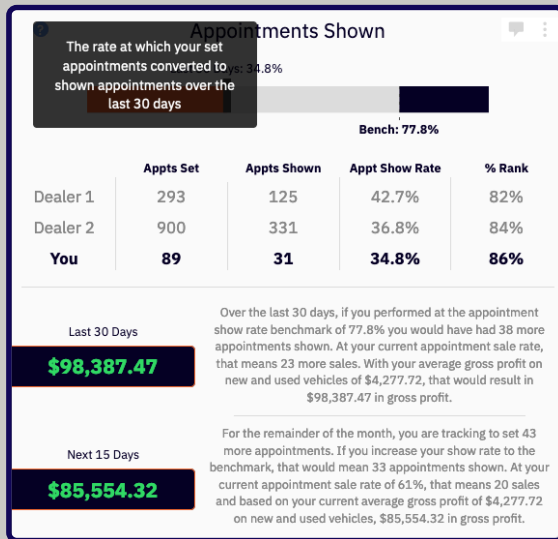 Appointments Shown
The rate at which your set
appointments converted to
shown appointments over the
last 30 days
34.8%
Bench: 77.8%
Appts Set Appts Shown Appt Show Rate % Rank
Dealer 1 293 125 42.7% 82%
Dealer 2 900 331 36.8% 84%
You 89 31 34.8% 86%
Last 30 Days
$98,387.47
Over the last 30 days, if you performed at the appointment
show rate benchmark of 77.8% you would have had 38 more
appointments shown. At your current appointment sale rate,
that means 23 more sales. With your average gross profit on
new and used vehicles of $4,277.72, that would result in
$98,387.47 in gross profit.
Next 15 Days
$85,554.32
For the remainder of the month, you are tracking to set 43
more appointments. If you increase your show rate to the
benchmark, that would mean 33 appointments shown. At your
current appointment sale rate of 61%, that means 20 sales
and based on your current average gross profit of $4,277.72
on new and used vehicles, $85,554.32 in gross profit.